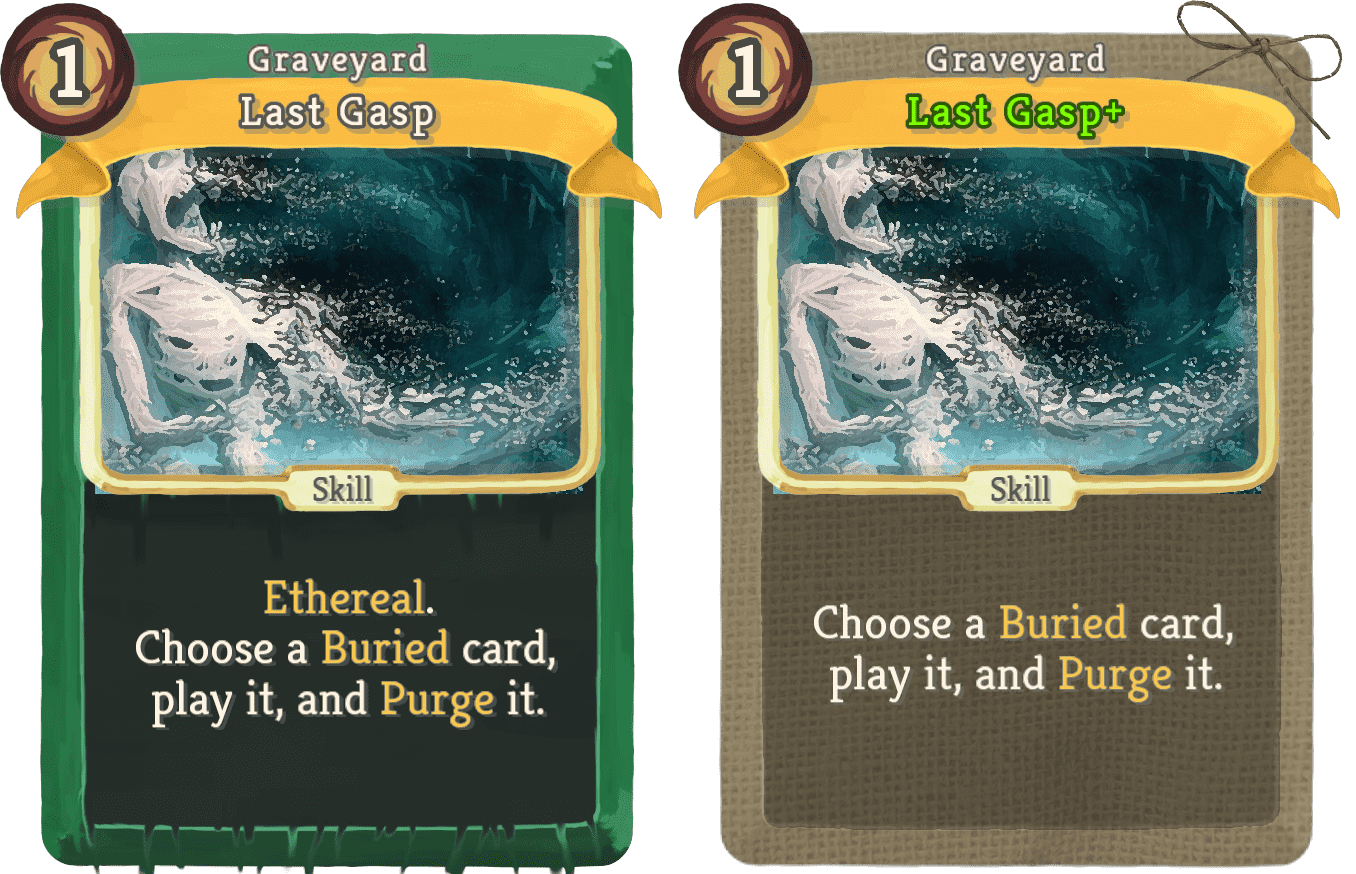 1
Graveyard
Last Gasp
Skill
Ethereal.
Choose a Buried card,
play it, and Purge it.
1
Graveyard
Last Gasp+
Skill
Choose a Buried card,
play it, and Purge it.